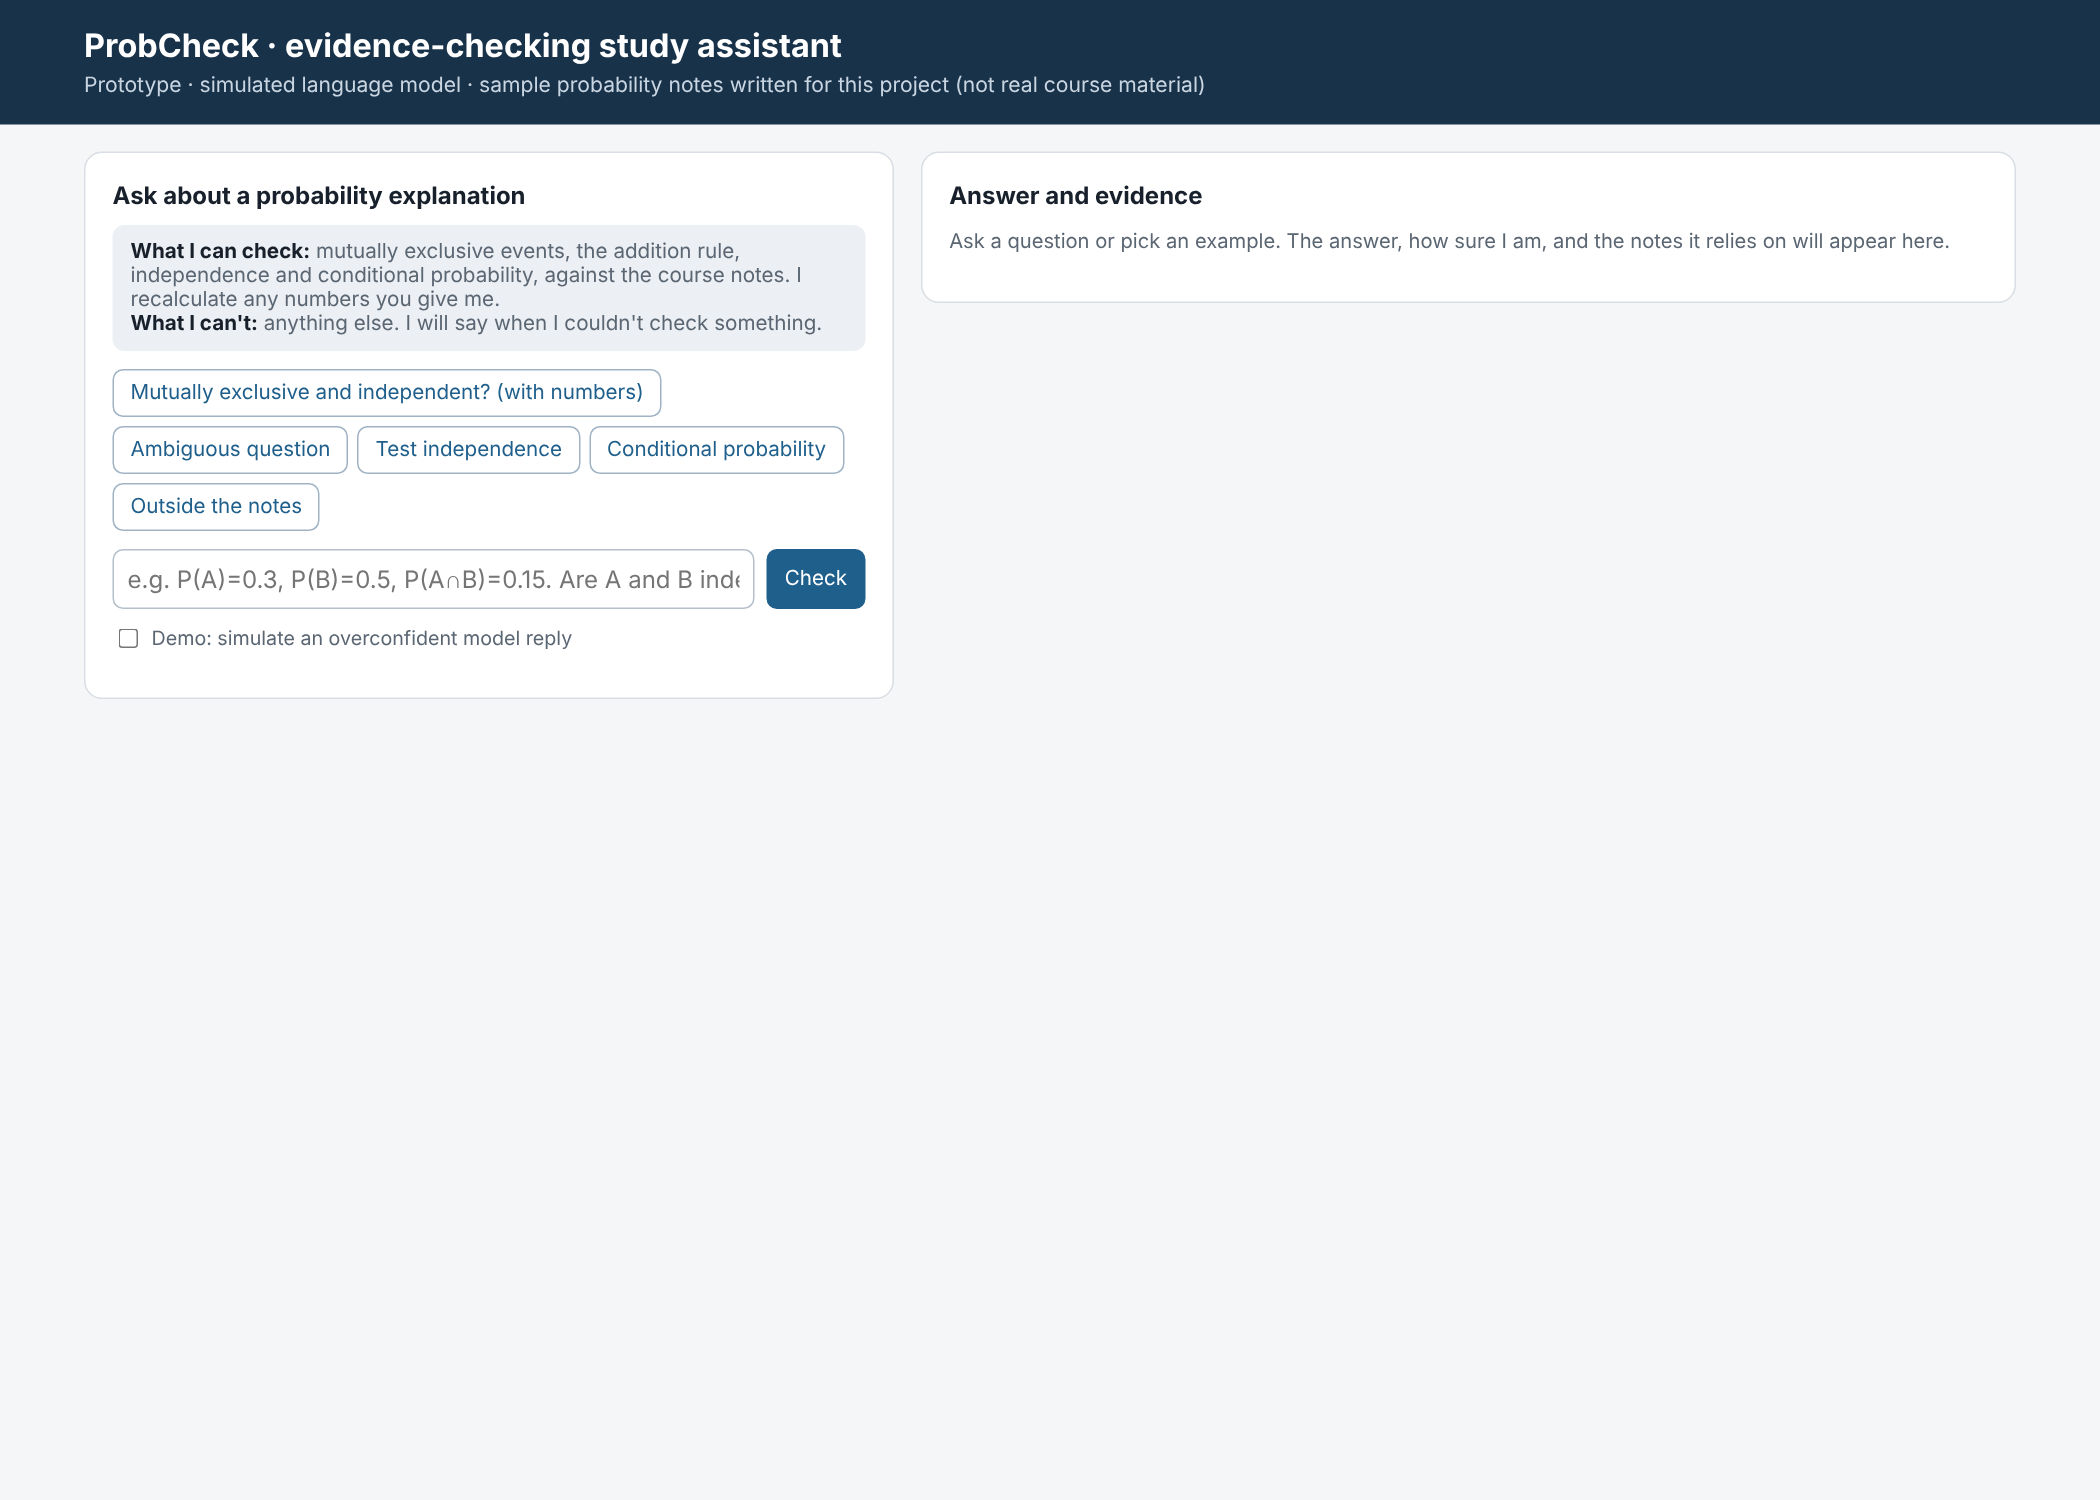 ProbCheck · evidence-checking study assistant
Prototype · simulated language model · sample probability notes written for this project (not real course material)
Ask about a probability explanation
What I can check: mutually exclusive events, the addition rule,
independence and conditional probability, against the course notes. I
recalculate any numbers you give me.
What I can't: anything else. I will say when I couldn't check something.
Mutually exclusive and independent? (with numbers)
Ambiguous question
Test independence
Conditional probability
Outside the notes
e.g. P(A)=0.3, P(B)=0.5, P(A∩B)=0.15. Are A and B inde
Check
Demo: simulate an overconfident model reply
Answer and evidence
Ask a question or pick an example. The answer, how sure I am, and the notes it relies on will appear here.